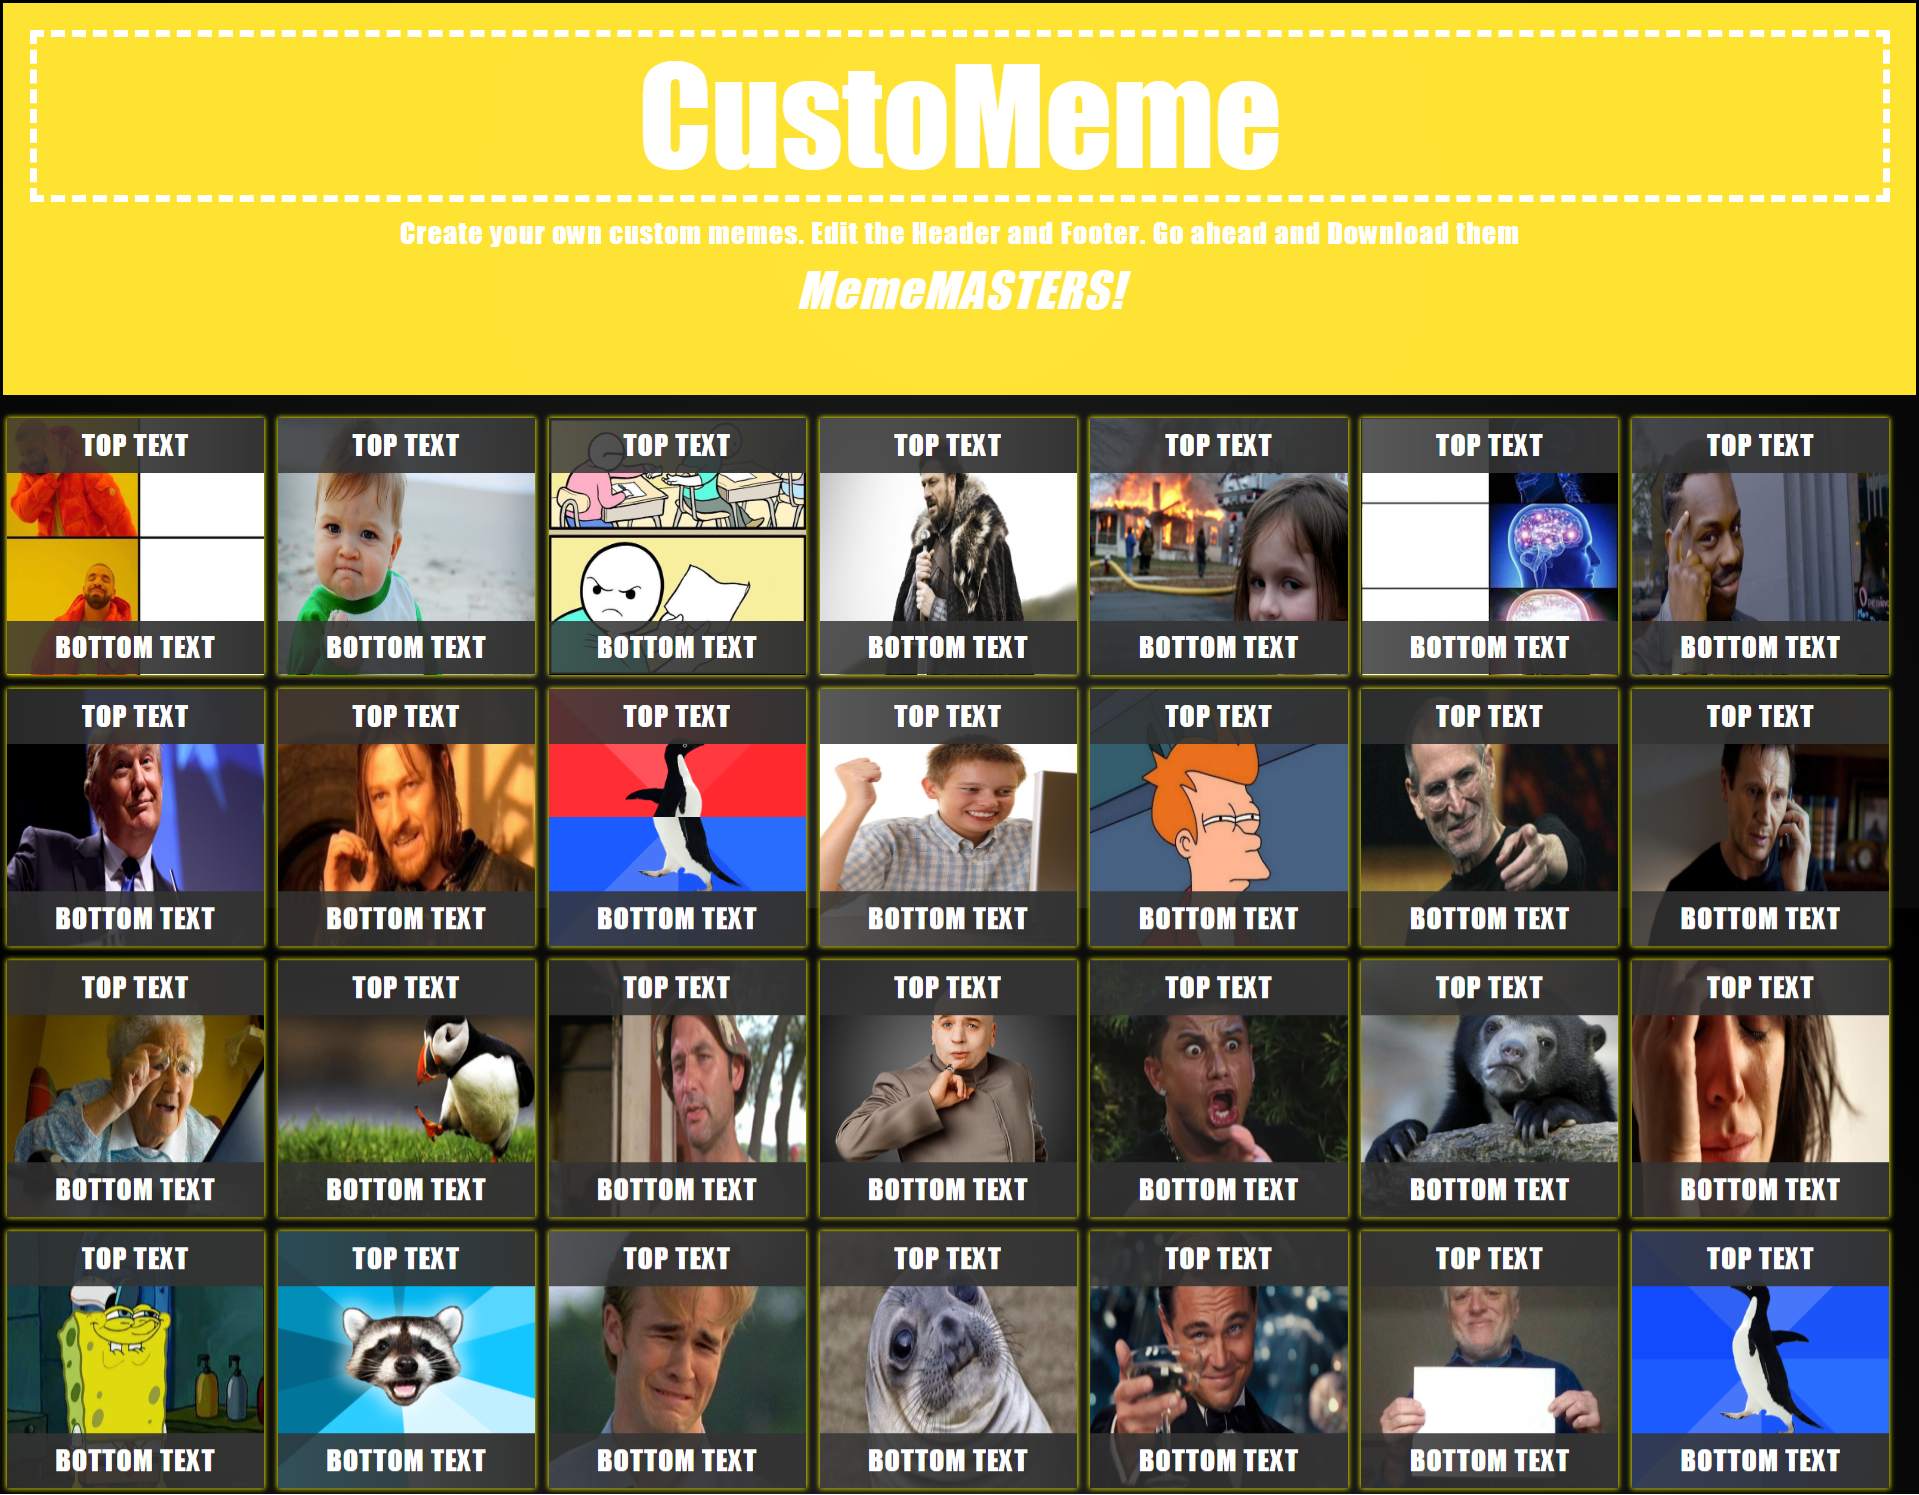 CustoMeme
Create your own custom memes. Edit the Header and Footer. Go ahead and Download them
MemeMASTERS!
TOP TEXT TOP TEXT TOP TEXT TOP TEXT TOP TEXT TOP TEXT TOP TEXT
BOTTOM TEXT BOTTOM TEXT BOTTOM TEXT BOTTOM TEXT BOTTOM TEXT BOTTOM TEXT BOTTOM TEXT
TOP TEXT TOP TEXT TOP TEXT TOP TEXT TOP TEXT TOP TEXT TOP TEXT
BOTTOM TEXT BOTTOM TEXT BOTTOM TEXT BOTTOM TEXT BOTTOM TEXT BOTTOM TEXT BOTTOM TEXT
TOP TEXT TOP TEXT TOP TEXT TOP TEXT TOP TEXT TOP TEXT TOP TEXT
BOTTOM TEXT BOTTOM TEXT BOTTOM TEXT BOTTOM TEXT BOTTOM TEXT BOTTOM TEXT BOTTOM TEXT
TOP TEXT TOP TEXT TOP TEXT TOP TEXT TOP TEXT TOP TEXT TOP TEXT
BOTTOM TEXT BOTTOM TEXT BOTTOM TEXT BOTTOM TEXT BOTTOM TEXT BOTTOM TEXT BOTTOM TEXT